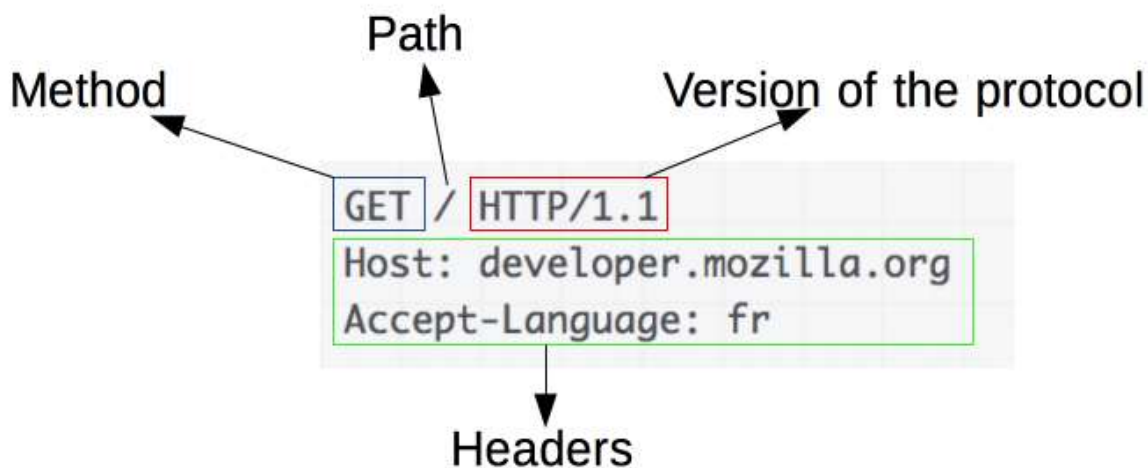 Path
Method
Version of the protocol
GET / HTTP/1.1
Host: developer.mozilla.org
Accept-Language: fr
Headers